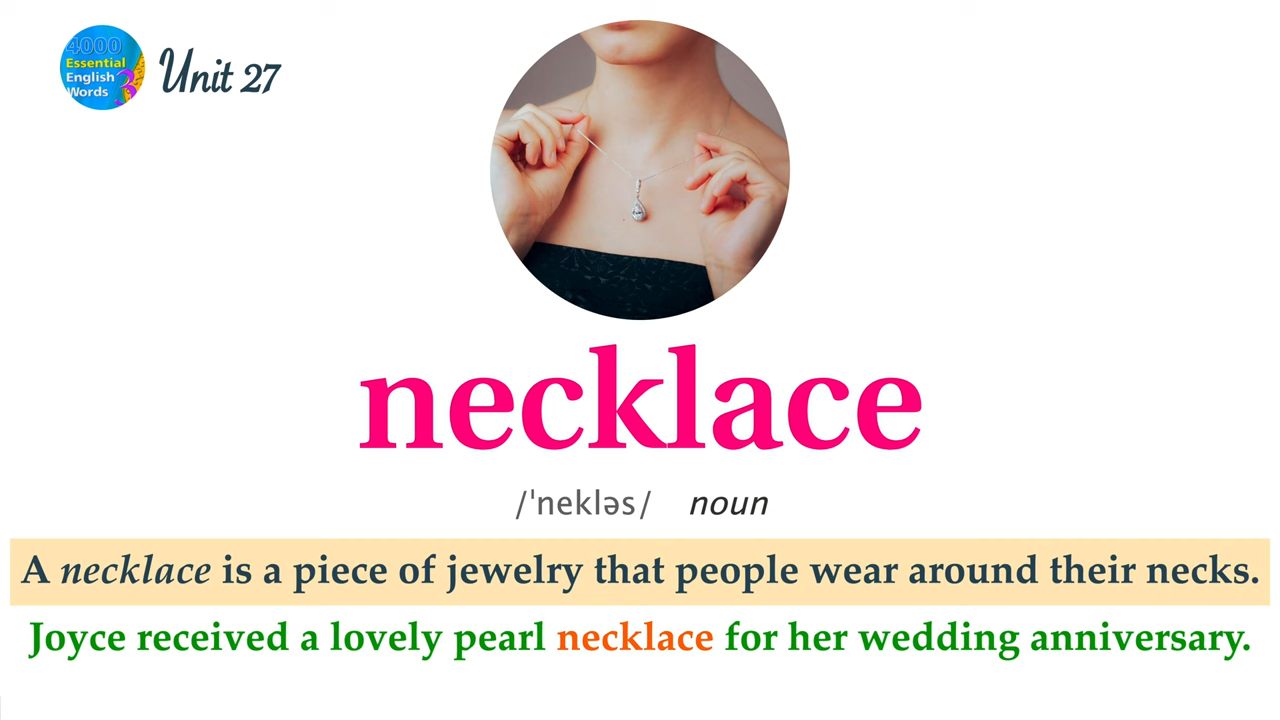 4000
Essential
English
Words 3
Unit 27
necklace
/ˈnekləs/ noun
A necklace is a piece of jewelry that people wear around their necks.
Joyce received a lovely pearl necklace for her wedding anniversary.